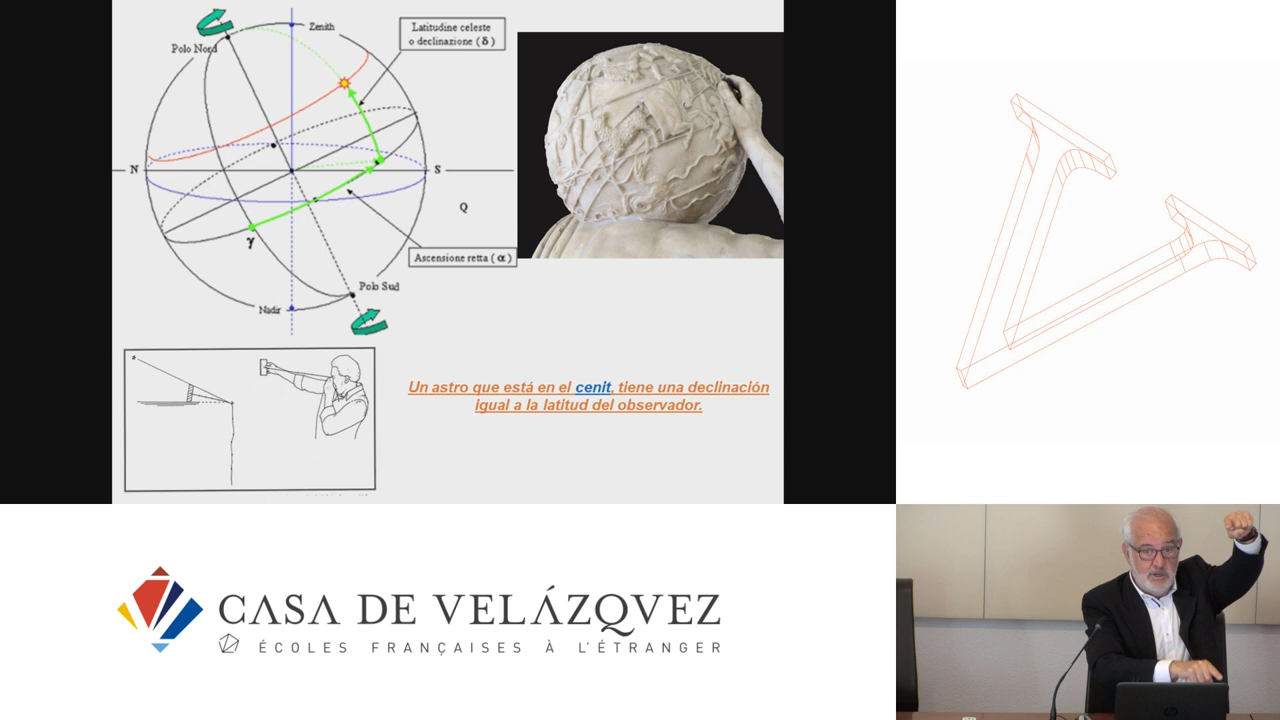 Zenith
Latitudine celeste
o declinazione ( δ )
Polo Nord
N
S
Q
γ
Ascensione retta ( α )
Polo Sud
Nadir
Un astro que está en el cenit, tiene una declinación
igual a la latitud del observador.
CASA DE VELÁZQVEZ
ÉCOLES FRANÇAISES À L'ÉTRANGER